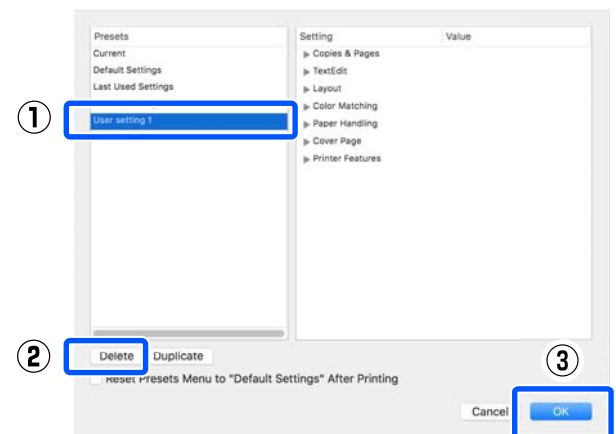 Presets
Current
Default Settings
Last Used Settings
User setting 1
Setting Value
Copies & Pages
TextEdit
Layout
Color Matching
Paper Handling
Cover Page
Printer Features
①
②
Delete Duplicate
Reset Presets Menu to "Default Settings" After Printing
③
Cancel OK